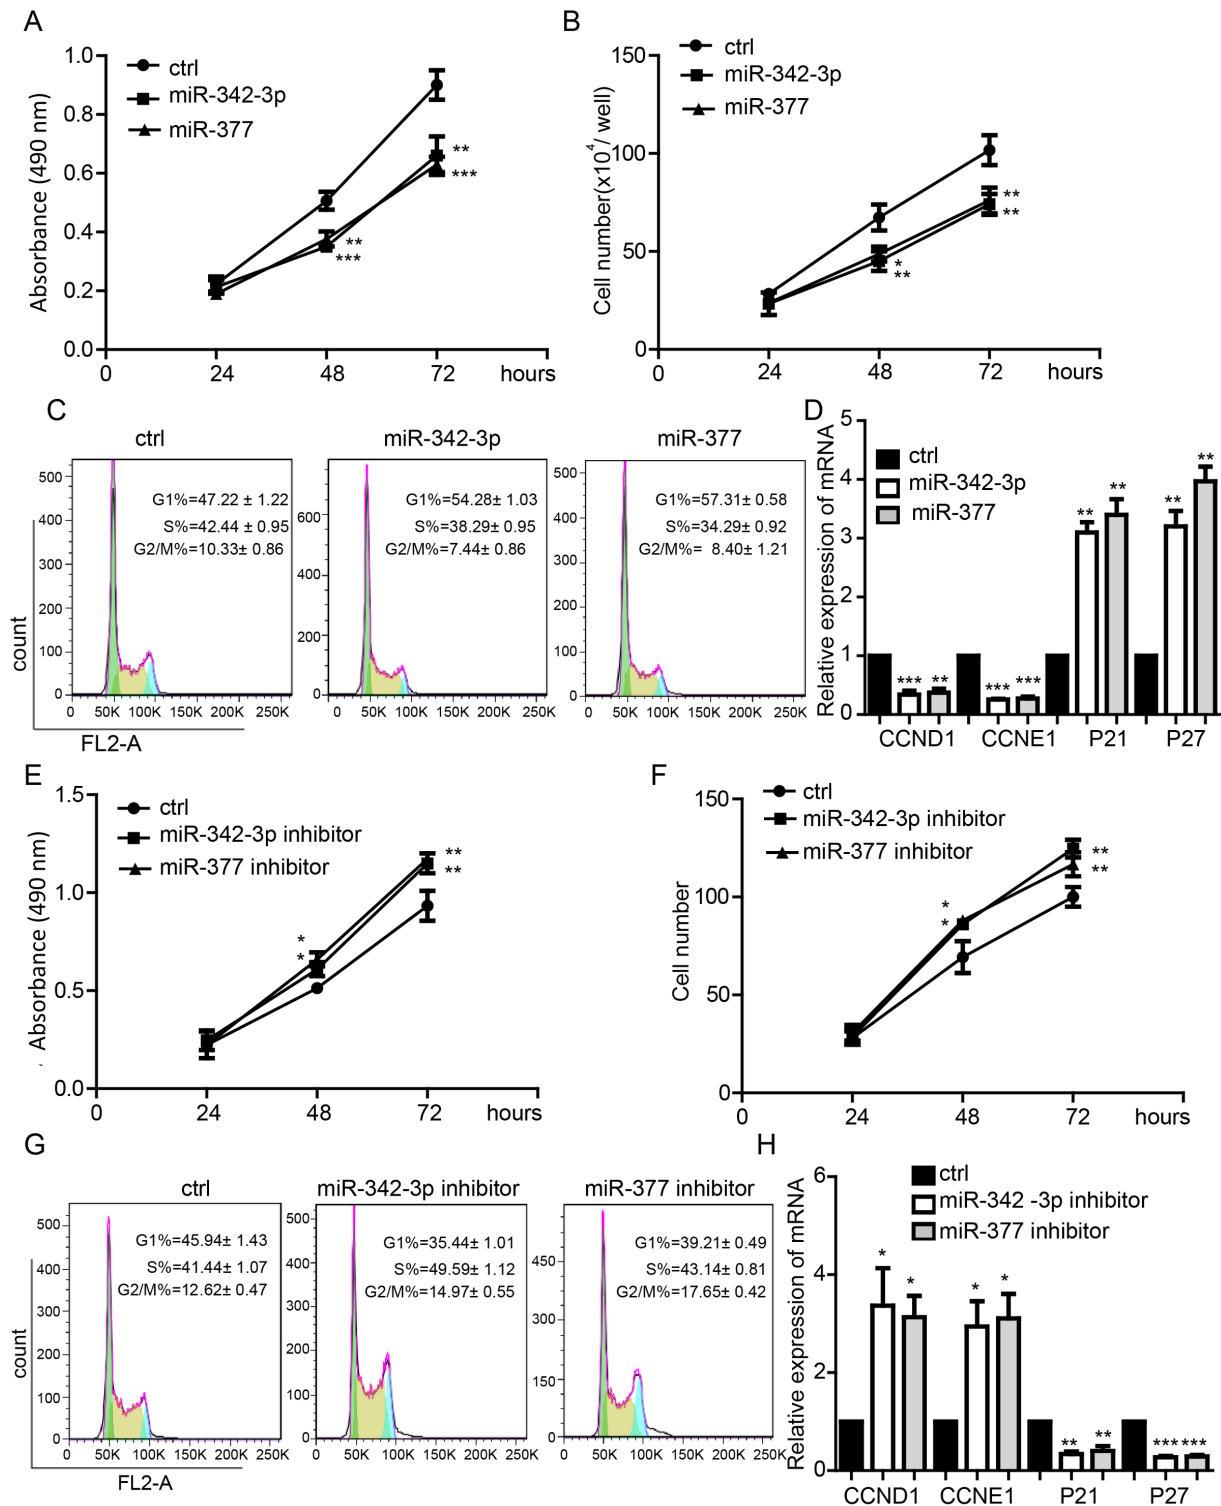 A
1.0
0.8
0.6
0.4
0.2
0.0
Absorbance (490 nm)
ctrl
miR-342-3p
miR-377
**
***
**
***
0 24 48 72 hours
B
150
100
50
0
Cell number(x10⁴/ well)
ctrl
miR-342-3p
miR-377
*
**
**
**
0 24 48 72 hours
C
ctrl
500
400
300
200
100
0
G1%=47.22 ± 1.22
S%=42.44 ± 0.95
G2/M%=10.33± 0.86
0 50K 100K 150K 200K 250K
count
FL2-A
miR-342-3p
600
400
200
0
G1%=54.28± 1.03
S%=38.29± 0.95
G2/M%=7.44± 0.86
0 50K 100K 150K 200K 250K
miR-377
500
400
300
200
100
0
G1%=57.31± 0.58
S%=34.29± 0.92
G2/M%= 8.40± 1.21
0 50K 100K 150K 200K 250K
D
5
4
3
2
1
0
Relative expression of mRNA
ctrl
miR-342-3p
miR-377
*** ** *** *** ** ** ** **
CCND1 CCNE1 P21 P27
E
1.5
1.0
0.5
0.0
Absorbance (490 nm)
ctrl
miR-342-3p inhibitor
miR-377 inhibitor
*
*
**
**
0 24 48 72 hours
F
150
100
50
0
Cell number
ctrl
miR-342-3p inhibitor
miR-377 inhibitor
*
*
**
**
0 24 48 72 hours
G
ctrl
500
400
300
200
100
0
G1%=45.94± 1.43
S%=41.44± 1.07
G2/M%=12.62± 0.47
0 50K 100K 150K 200K 250K
count
FL2-A
miR-342-3p inhibitor
500
400
300
200
100
0
G1%=35.44± 1.01
S%=49.59± 1.12
G2/M%=14.97± 0.55
0 50K 100K 150K 200K 250K
miR-377 inhibitor
450
300
150
0
G1%=39.21± 0.49
S%=43.14± 0.81
G2/M%=17.65± 0.42
0 50K 100K 150K 200K 250K
H
6
4
2
0
Relative expression of mRNA
ctrl
miR-342 -3p inhibitor
miR-377 inhibitor
* * * * ** ** *** ***
CCND1 CCNE1 P21 P27